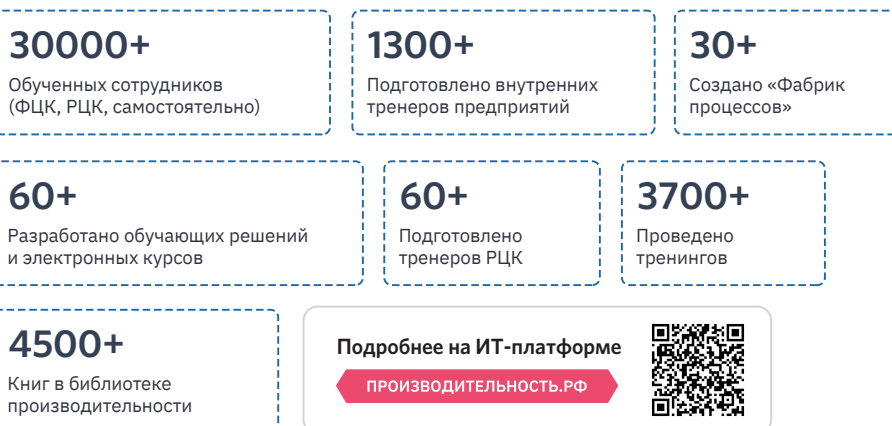 30000+
Обученных сотрудников
(ФЦК, РЦК, самостоятельно)
1300+
Подготовлено внутренних
тренеров предприятий
30+
Создано «Фабрик
процессов»
60+
Разработано обучающих решений
и электронных курсов
60+
Подготовлено
тренеров РЦК
3700+
Проведено
тренингов
4500+
Книг в библиотеке
производительности
Подробнее на ИТ-платформе
ПРОИЗВОДИТЕЛЬНОСТЬ.РФ